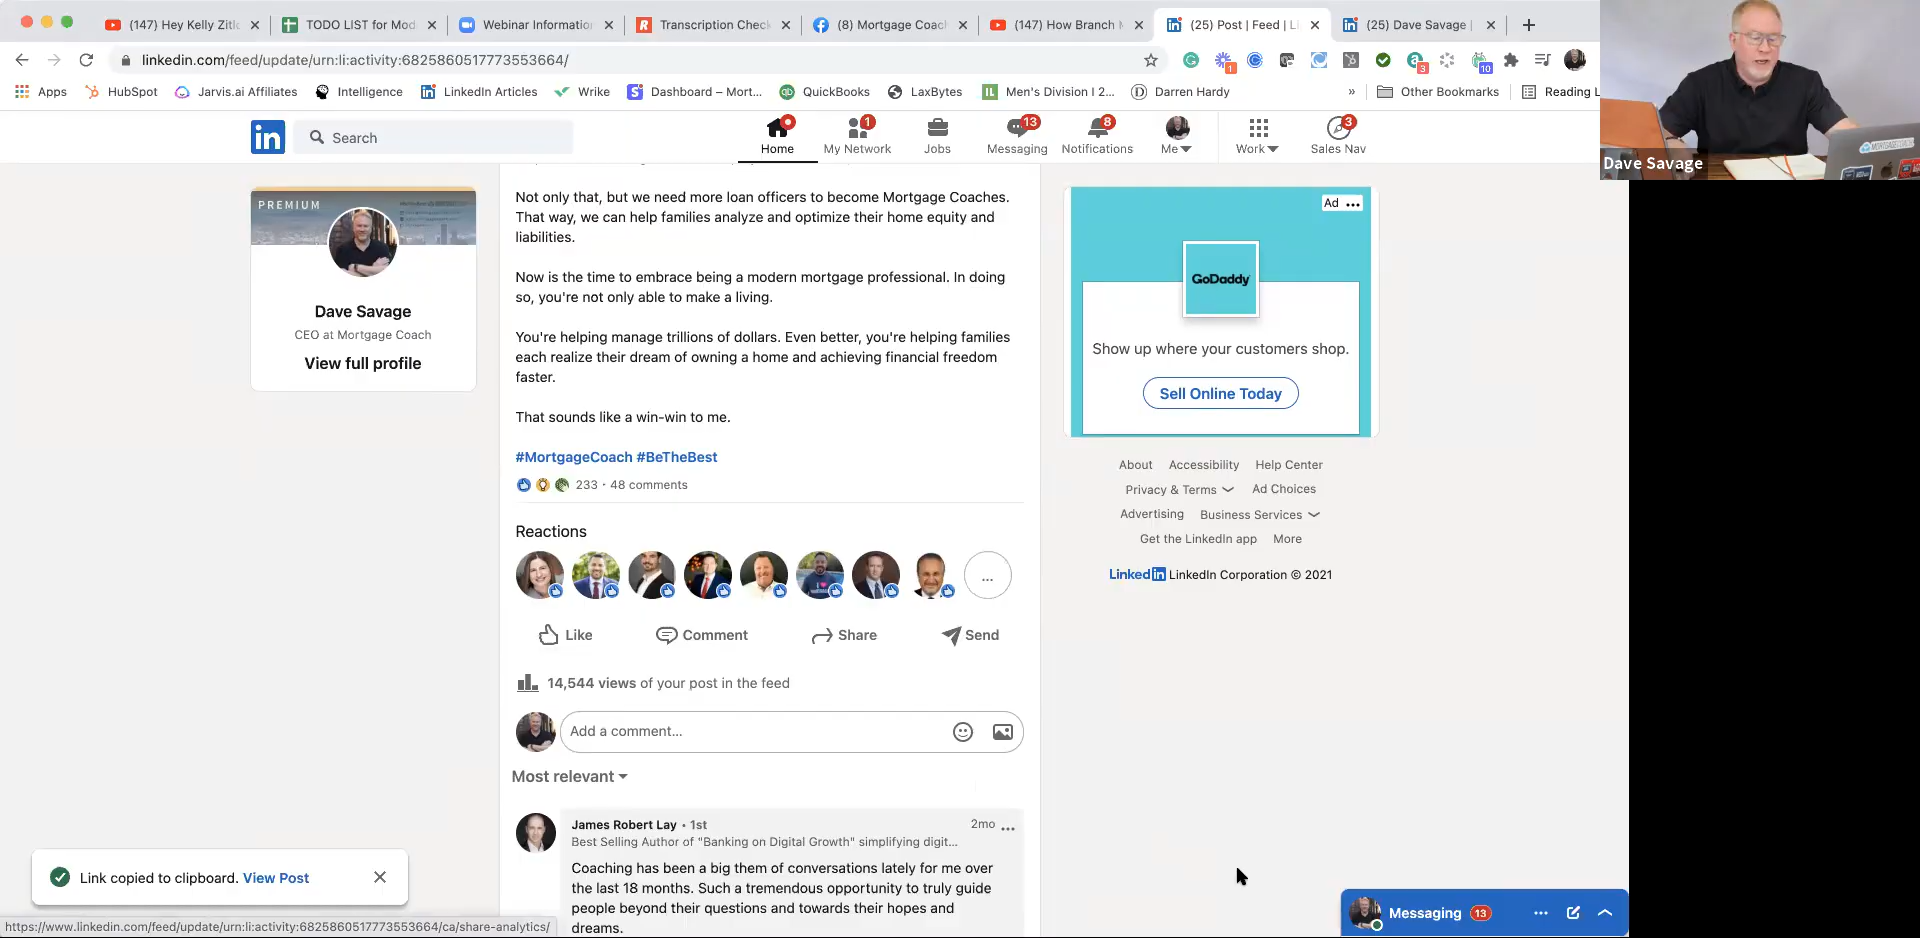 (147) Hey Kelly Zitl
TODO LIST for Mod
Webinar Information
Transcription Check
(8) Mortgage Coach
(147) How Branch M
(25) Post | Feed | Li
(25) Dave Savage |
linkedin.com/feed/update/urn:li:activity:6825860517773553664/
1
3
10
Apps
HubSpot
Jarvis.ai Affiliates
Intelligence
LinkedIn Articles
Wrike
Dashboard – Mort...
QuickBooks
LaxBytes
Men's Division I 2...
Darren Hardy
»
Other Bookmarks
Reading L
Dave Savage
in
Search
Home
1
My Network
Jobs
13
Messaging
8
Notifications
Me
Work
3
Sales Nav
PREMIUM
Dave Savage
CEO at Mortgage Coach
View full profile
Not only that, but we need more loan officers to become Mortgage Coaches.
That way, we can help families analyze and optimize their home equity and
liabilities.
Now is the time to embrace being a modern mortgage professional. In doing
so, you're not only able to make a living.
You're helping manage trillions of dollars. Even better, you're helping families
each realize their dream of owning a home and achieving financial freedom
faster.
That sounds like a win-win to me.
#MortgageCoach #BeTheBest
233 · 48 comments
Reactions
...
Like
Comment
Share
Send
14,544 views of your post in the feed
Add a comment...
Most relevant
James Robert Lay • 1st
2mo ...
Best Selling Author of "Banking on Digital Growth" simplifying digit...
Coaching has been a big them of conversations lately for me over
the last 18 months. Such a tremendous opportunity to truly guide
people beyond their questions and towards their hopes and
dreams.
Ad ...
GoDaddy
Show up where your customers shop.
Sell Online Today
About Accessibility Help Center
Privacy & Terms Ad Choices
Advertising Business Services
Get the LinkedIn app More
LinkedIn LinkedIn Corporation © 2021
Link copied to clipboard. View Post
https://www.linkedin.com/feed/update/urn:li:activity:6825860517773553664/ca/share-analytics/
Messaging 13 ...